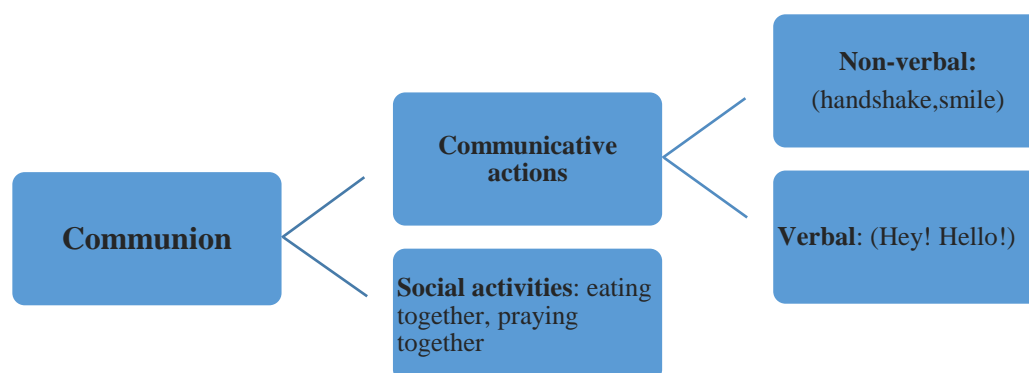 Communion
Communicative
actions
Social activities: eating
together, praying
together
Non-verbal:
(handshake,smile)
Verbal: (Hey! Hello!)